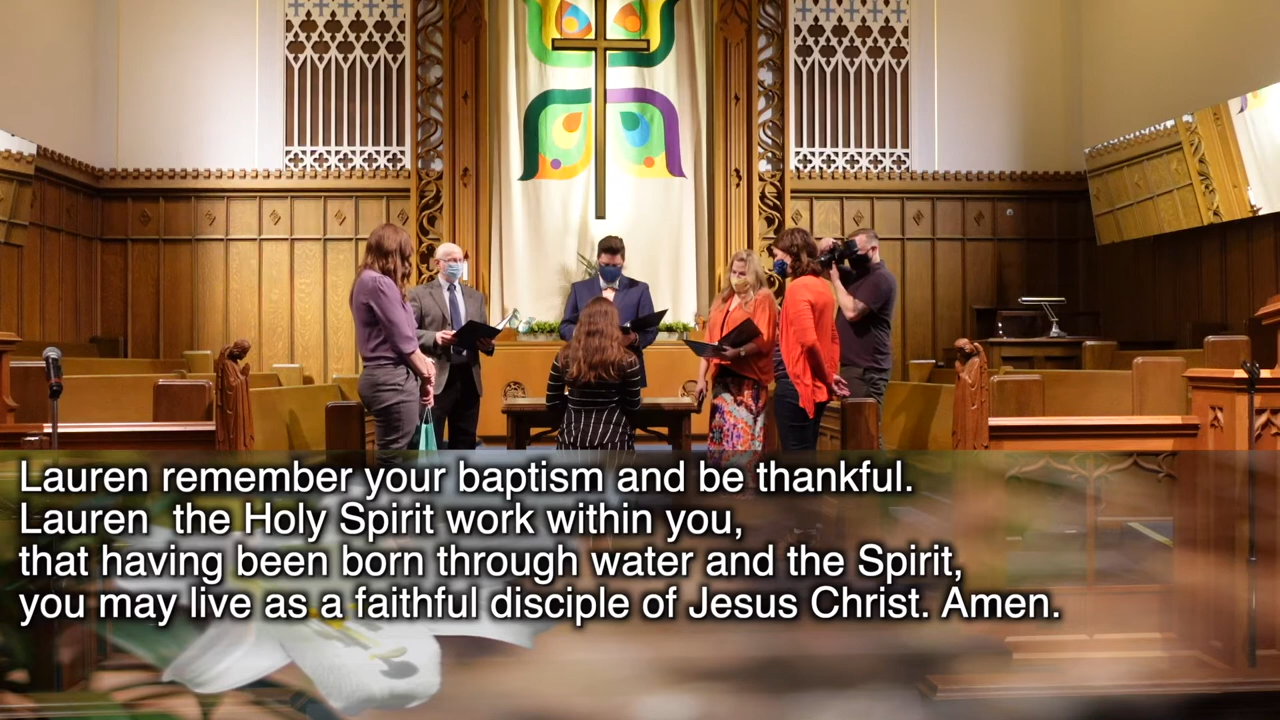 Lauren remember your baptism and be thankful.
Lauren  the Holy Spirit work within you,
that having been born through water and the Spirit,
you may live as a faithful disciple of Jesus Christ. Amen.